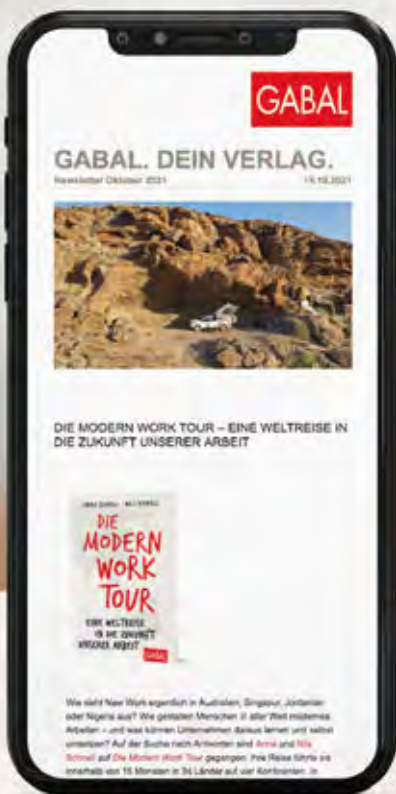 GABAL
GABAL. DEIN VERLAG.
Newsletter Oktober 2021 15.10.2021
DIE MODERN WORK TOUR – EINE WELTREISE IN
DIE ZUKUNFT UNSERER ARBEIT
DIE
MODERN
WORK
TOUR
EINE WELTREISE
IN DIE ZUKUNFT
UNSERER ARBEIT
GABAL
Wie sieht New Work eigentlich in Australien, Singapur, Jordanien
oder Nigeria aus? Wie gestalten Menschen in aller Welt modernes
Arbeiten – und was können Unternehmen daraus lernen und selbst
umsetzen? Auf der Suche nach Antworten sind Anna und Nils
Schnell auf Die Modern Work Tour gegangen. Ihre Reise führte sie
innerhalb von 15 Monaten in 34 Länder auf vier Kontinenten. In